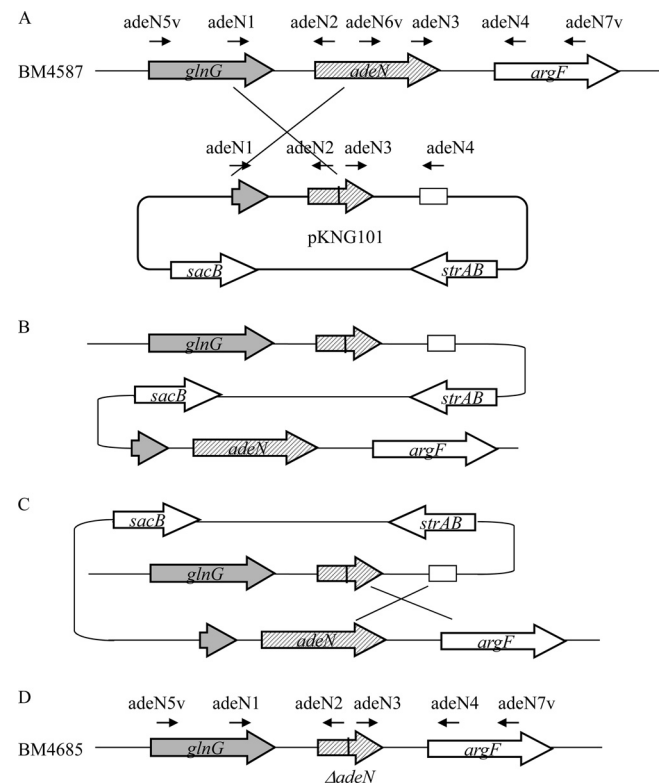 A
adeN5v adeN1 adeN2 adeN6v adeN3 adeN4 adeN7v
BM4587 glnG adeN argF
adeN1 adeN2 adeN3 adeN4
pKNG101
sacB strAB
B
glnG
sacB strAB
adeN argF
C
sacB strAB
glnG
adeN argF
D
adeN5v adeN1 adeN2 adeN3 adeN4 adeN7v
BM4685 glnG argF
ΔadeN